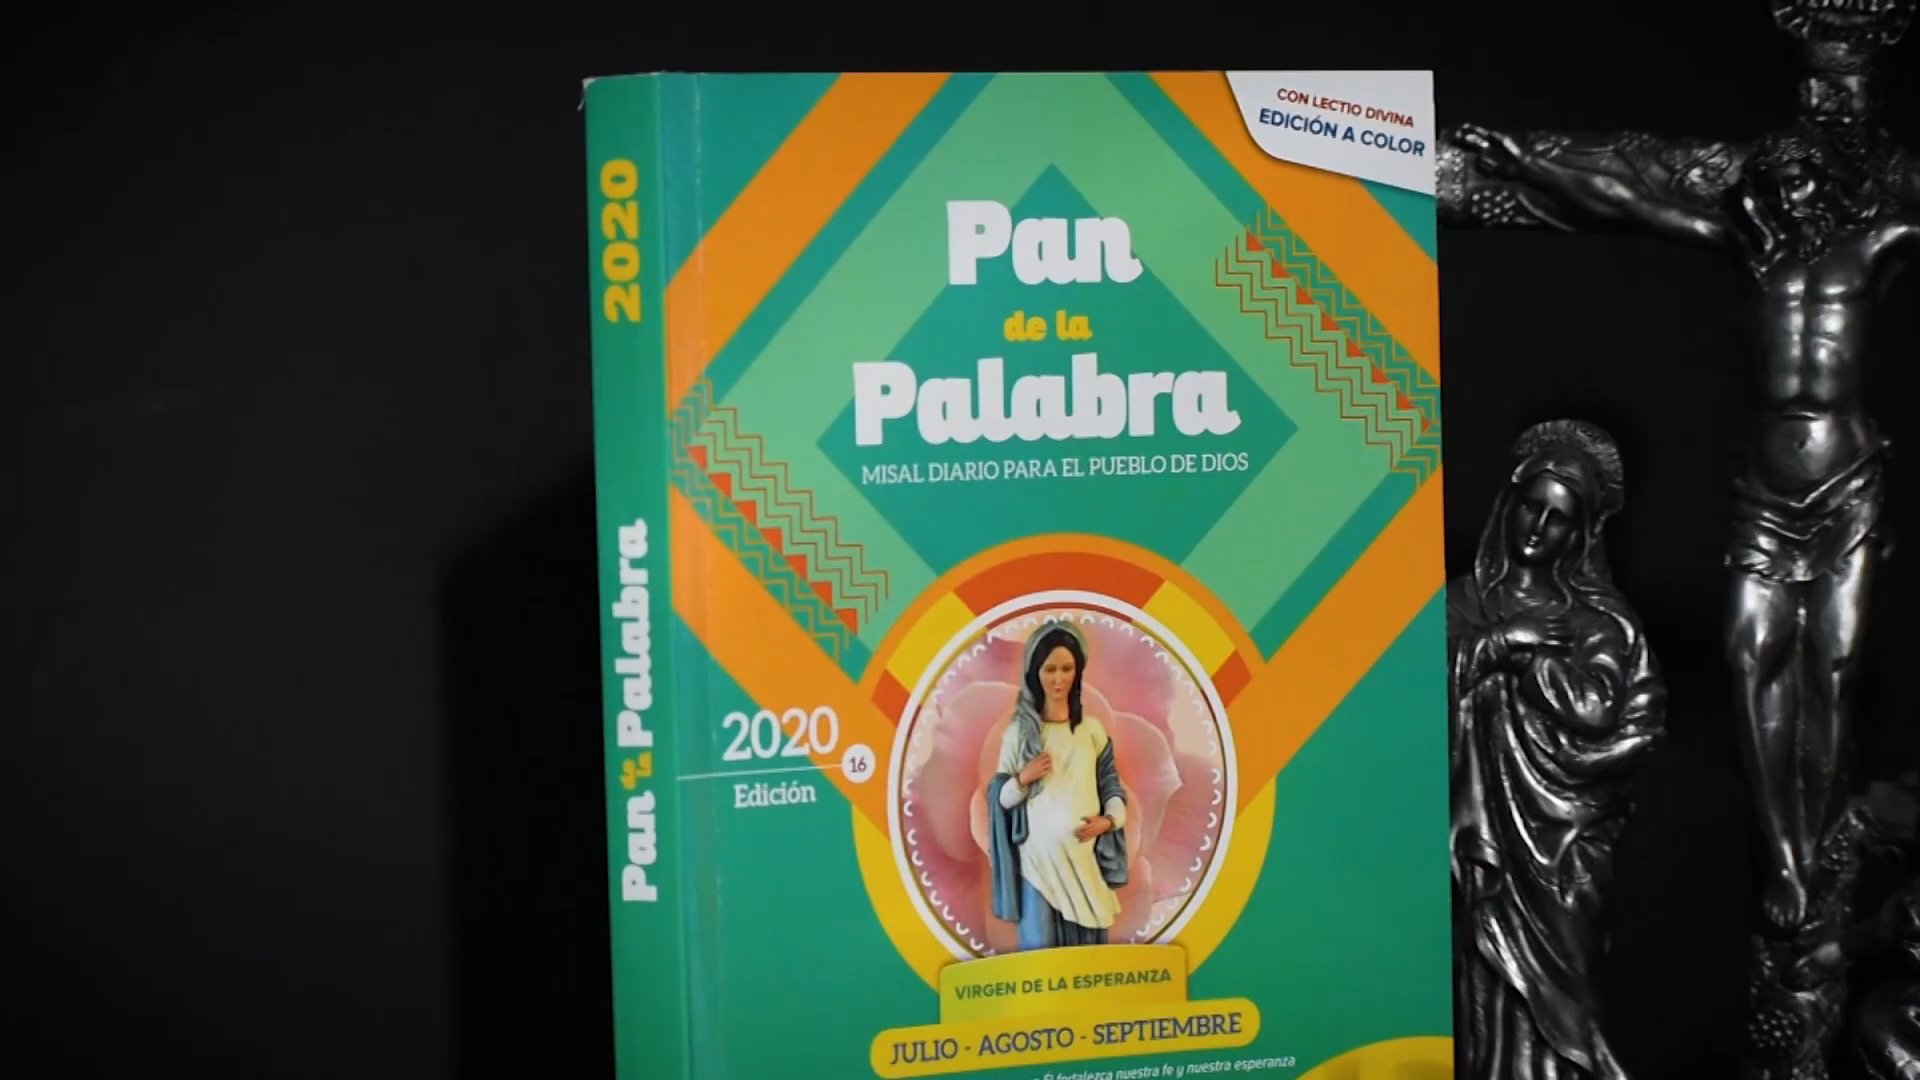 CON LECTIO DIVINA
EDICIÓN A COLOR
2020
Pan de la Palabra
Pan
de la
Palabra
MISAL DIARIO PARA EL PUEBLO DE DIOS
2020
16
Edición
VIRGEN DE LA ESPERANZA
JULIO - AGOSTO - SEPTIEMBRE
Él fortalezca nuestra fe y nuestra esperanza